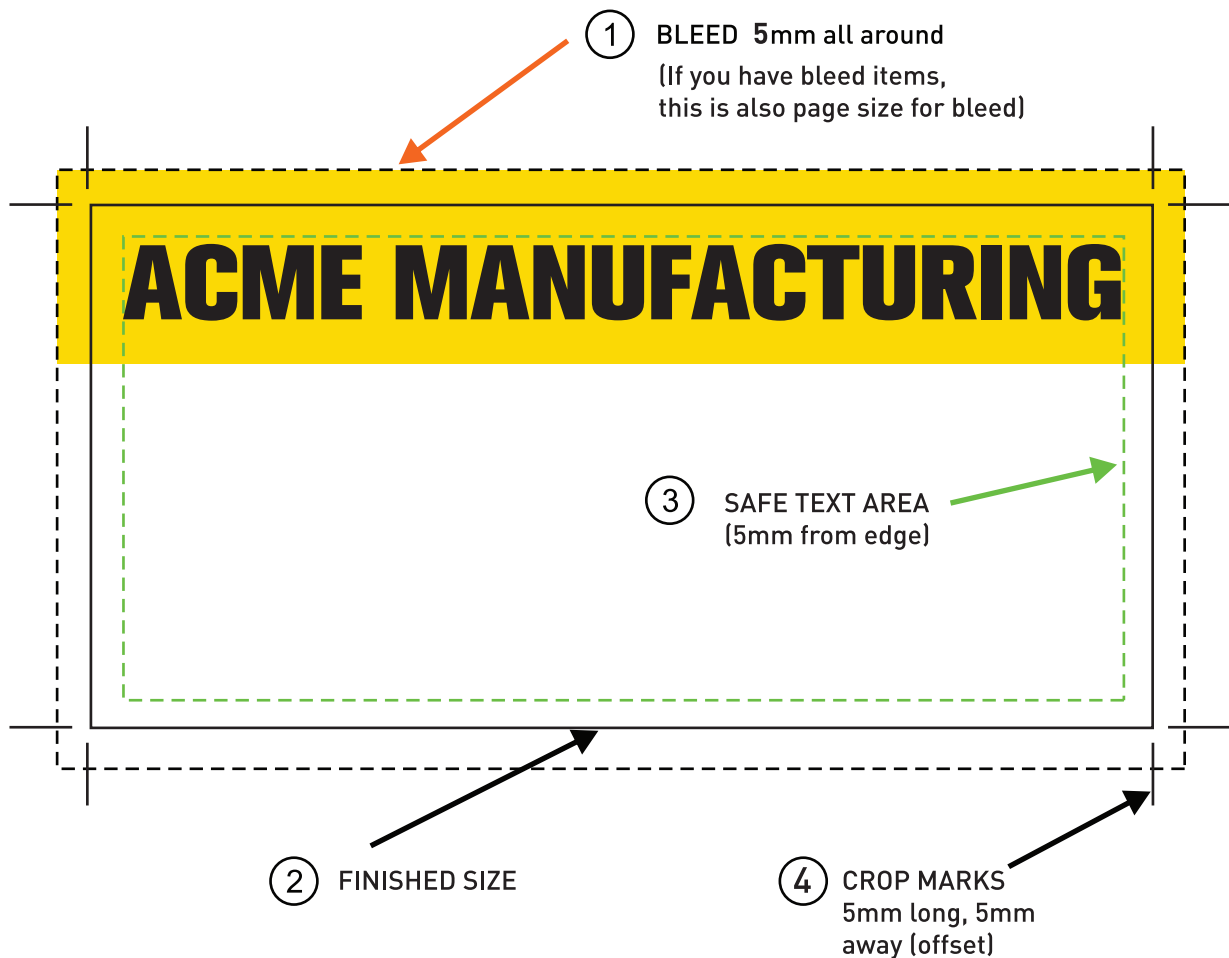 1 BLEED 5mm all around
(If you have bleed items,
this is also page size for bleed)
ACME MANUFACTURING
3 SAFE TEXT AREA
(5mm from edge)
2 FINISHED SIZE
4 CROP MARKS
5mm long, 5mm
away (offset)